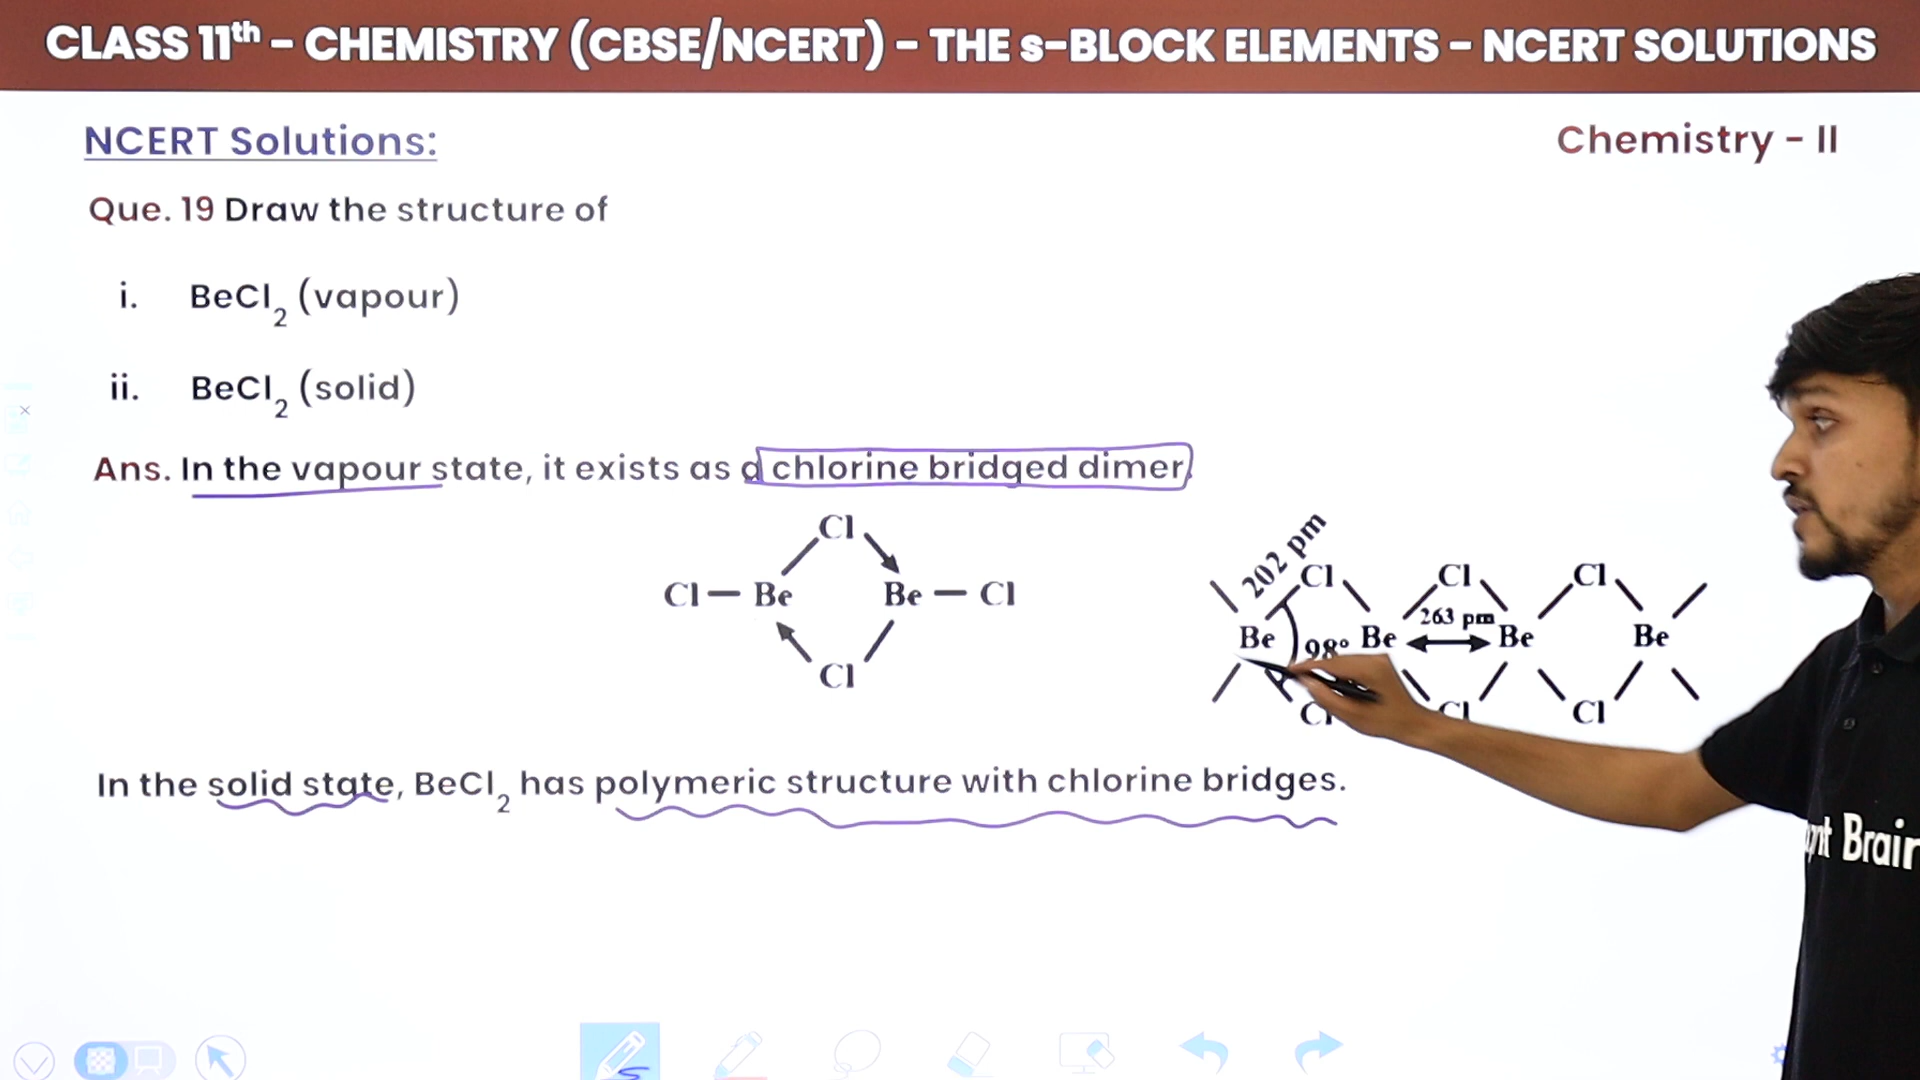 CLASS 11th – CHEMISTRY (CBSE/NCERT) – THE s-BLOCK ELEMENTS – NCERT SOLUTIONS
NCERT Solutions:
Chemistry - II
Que. 19 Draw the structure of
i. BeCl2 (vapour)
ii. BeCl2 (solid)
Ans. In the vapour state, it exists as a chlorine bridged dimer.
Cl
Cl — Be Be — Cl
Cl
202 pm
Cl Cl Cl
263 pm
Be 98° Be Be Be
Cl Cl Cl
In the solid state, BeCl2 has polymeric structure with chlorine bridges.
Brain